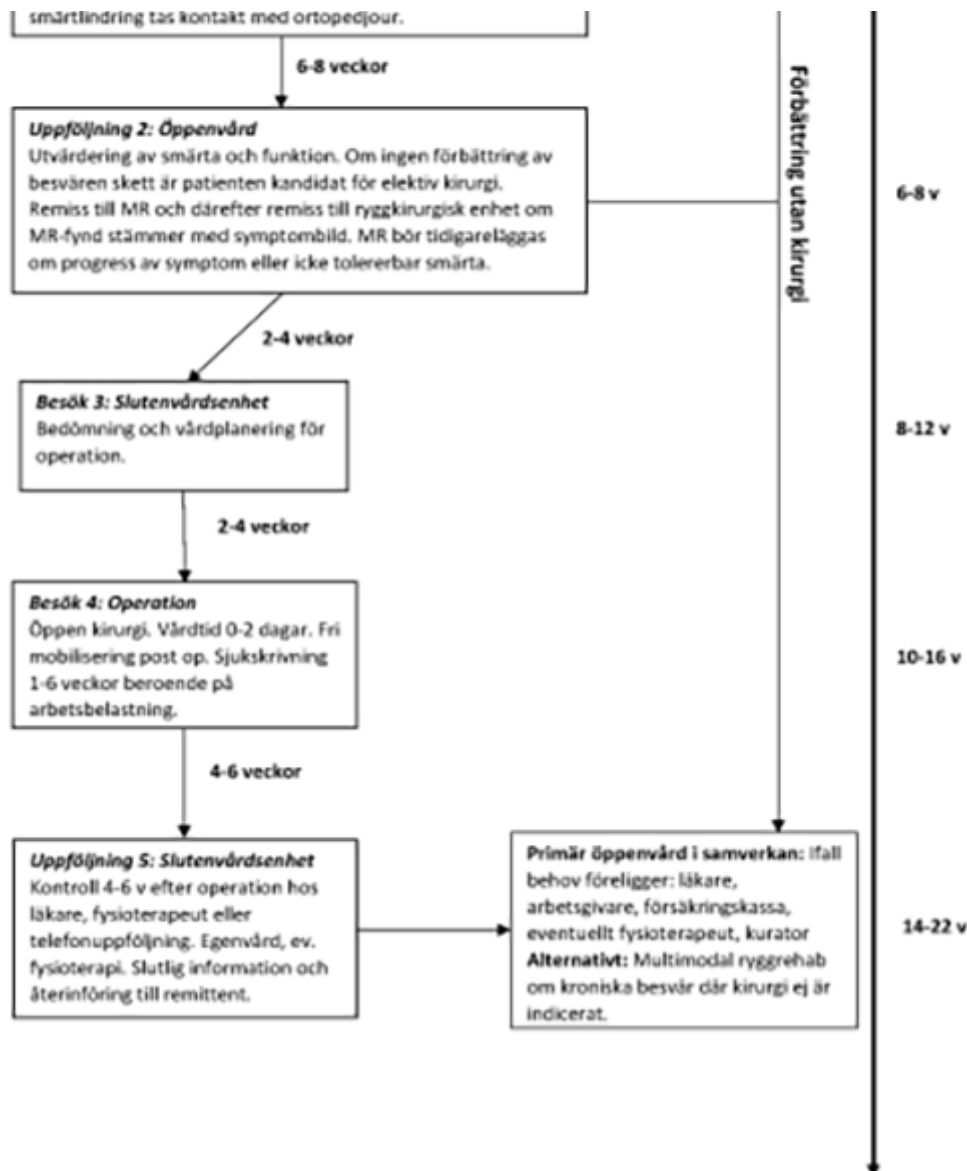 smärtlindring tas kontakt med ortopedjour.
6-8 veckor
Förbättring utan kirurgi
Uppföljning 2: Öppenvård
Utvärdering av smärta och funktion. Om ingen förbättring av
besvären skett är patienten kandidat för elektiv kirurgi.
Remiss till MR och därefter remiss till ryggkirurgisk enhet om
MR-fynd stämmer med symptombild. MR bör tidigareläggas
om progress av symptom eller icke tolererbar smärta.
6-8 v
2-4 veckor
Besök 3: Slutenvårdsenhet
Bedömning och vårdplanering för
operation.
8-12 v
2-4 veckor
Besök 4: Operation
Öppen kirurgi. Vårdtid 0-2 dagar. Fri
mobilisering post op. Sjukskrivning
1-6 veckor beroende på
arbetsbelastning.
10-16 v
4-6 veckor
Uppföljning 5: Slutenvårdsenhet
Kontroll 4-6 v efter operation hos
läkare, fysioterapeut eller
telefonuppföljning. Egenvård, ev.
fysioterapi. Slutlig information och
återinföring till remittent.
Primär öppenvård i samverkan: Ifall
behov föreligger: läkare,
arbetsgivare, försäkringskassa,
eventuellt fysioterapeut, kurator
Alternativt: Multimodal ryggrehab
om kroniska besvär där kirurgi ej är
indicerat.
14-22 v